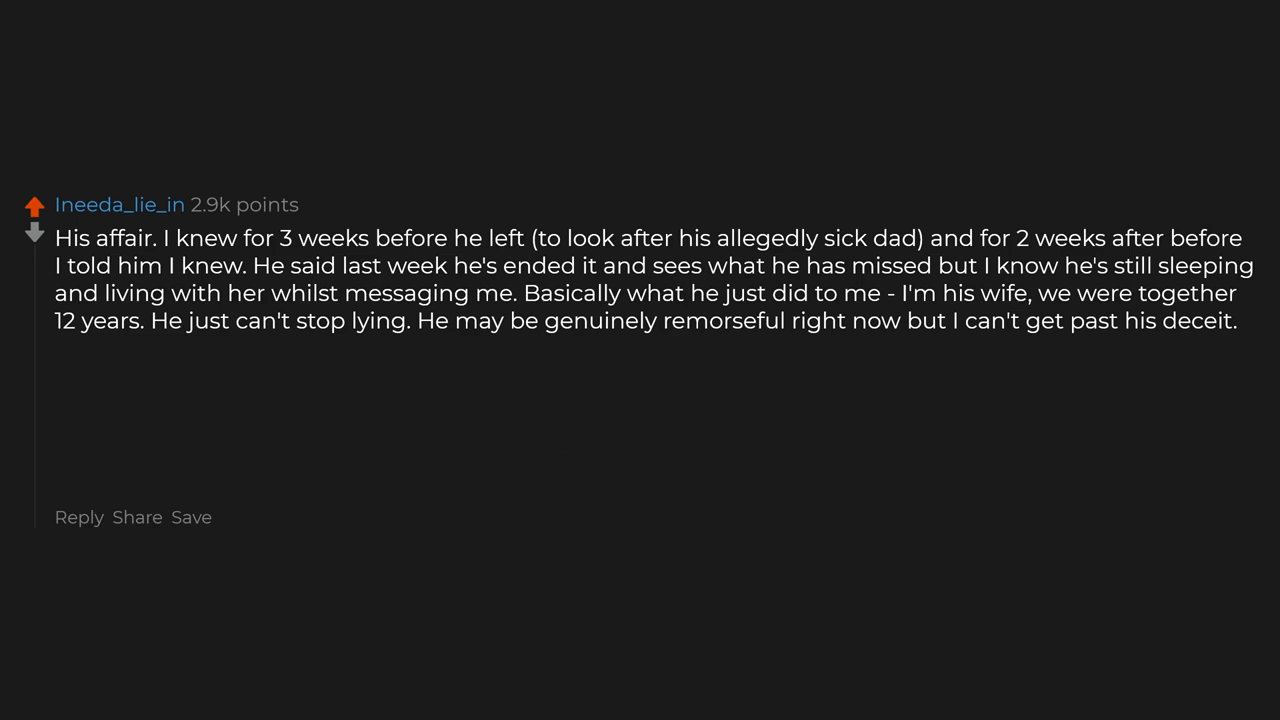 Ineeda_lie_in 2.9k points
His affair. I knew for 3 weeks before he left (to look after his allegedly sick dad) and for 2 weeks after before
I told him I knew. He said last week he's ended it and sees what he has missed but I know he's still sleeping
and living with her whilst messaging me. Basically what he just did to me - I'm his wife, we were together
12 years. He just can't stop lying. He may be genuinely remorseful right now but I can't get past his deceit.
Reply Share Save